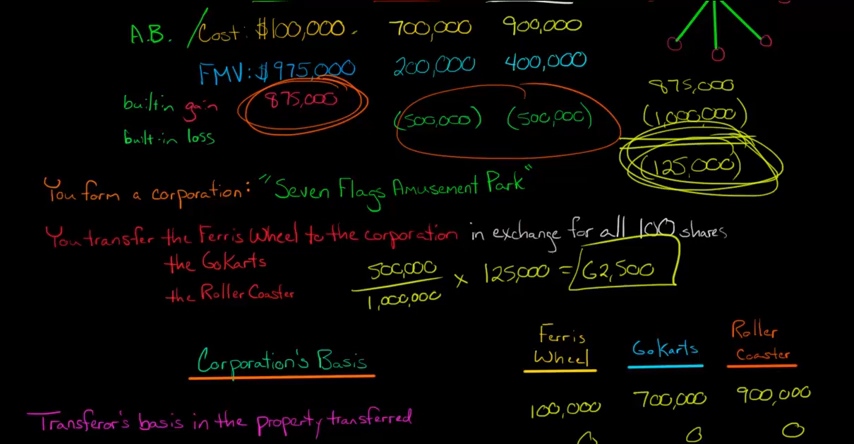 A.B. / Cost: $100,000. 700,000 900,000
FMV: $975,000 200,000 400,000
built in gain 875,000
built-in loss (500,000) (500,000)
875,000
(1,000,000)
(125,000)
You form a corporation: "Seven Flags Amusement Park"
You transfer the Ferris Wheel to the corporation in exchange for all 100 shares
the GoKarts
the Roller Coaster
500,000
1,000,000
x 125,000 = 62,500
Corporation's Basis
Ferris Wheel
GoKarts
Roller Coaster
Transferor's basis in the property transferred
100,000 700,000 900,000
0 0 0